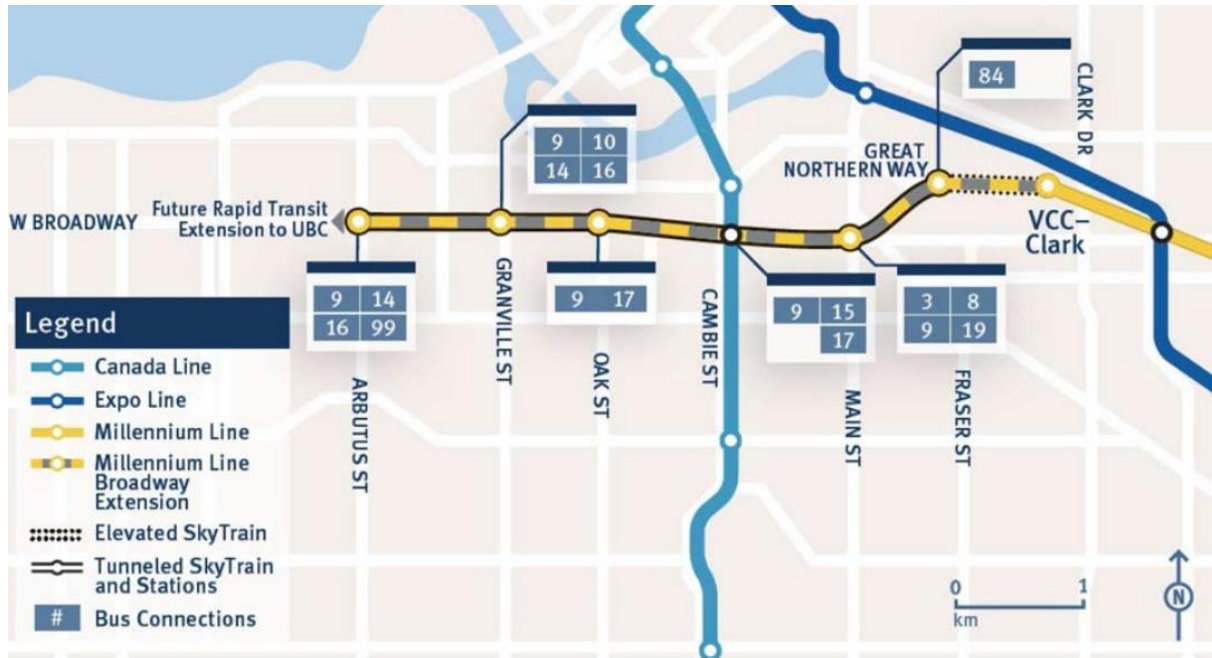 84
CLARK DR
9 10
14 16
GREAT
NORTHERN WAY
W BROADWAY
Future Rapid Transit
Extension to UBC
VCC–
Clark
9 14
16 99
GRANVILLE ST
9 17
OAK ST
CAMBIE ST
9 15
17
MAIN ST
3 8
9 19
FRASER ST
ARBUTUS ST
Legend
Canada Line
Expo Line
Millennium Line
Millennium Line
Broadway
Extension
Elevated SkyTrain
Tunneled SkyTrain
and Stations
# Bus Connections
0 1
km
N